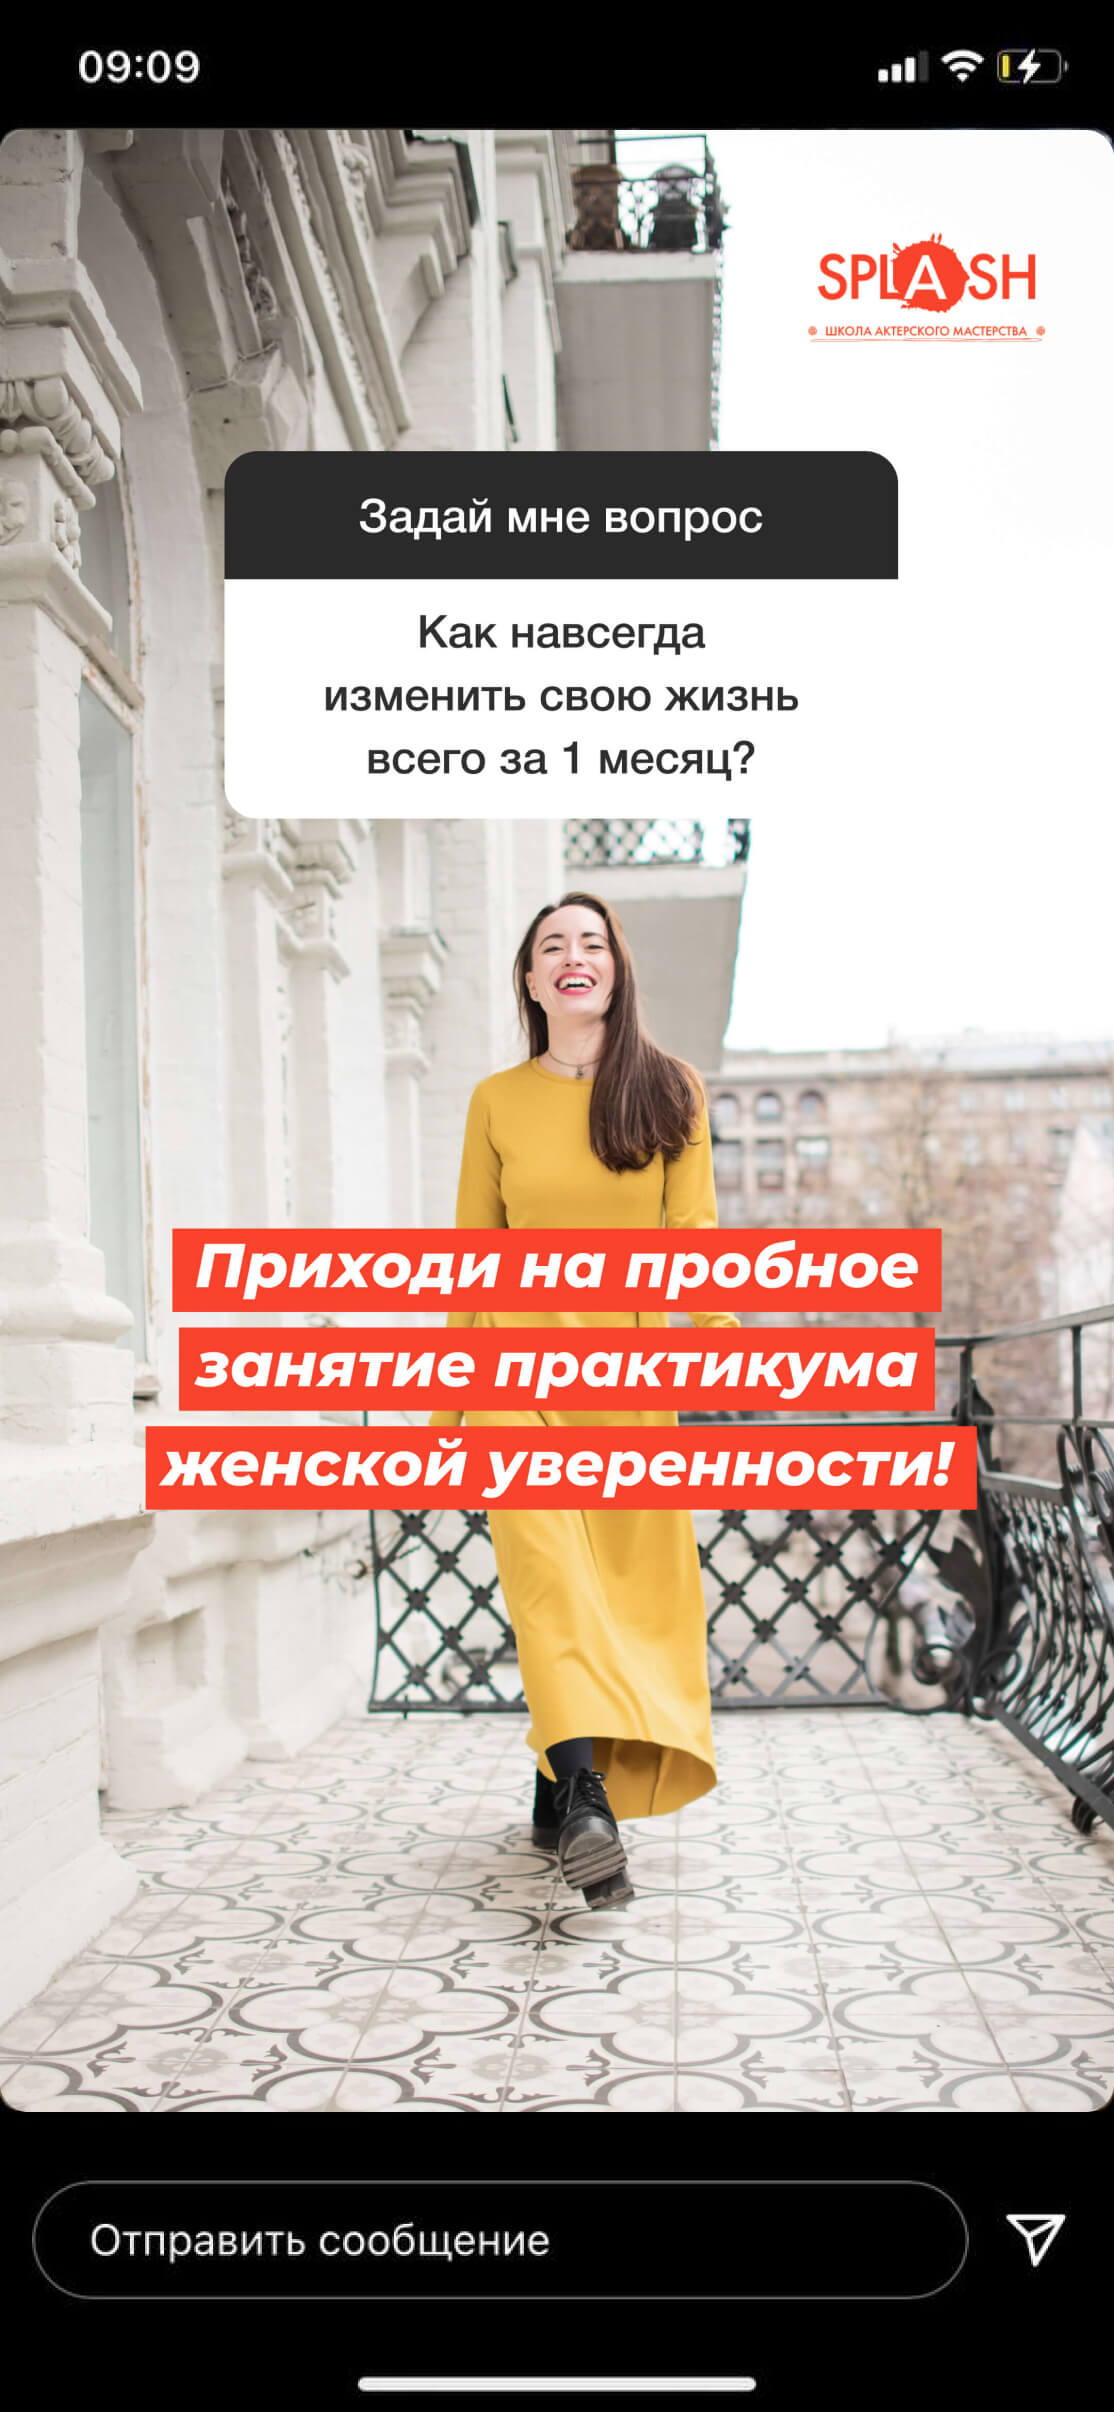 09:09
SPLASH
ШКОЛА АКТЕРСКОГО МАСТЕРСТВА
Задай мне вопрос
Как навсегда
изменить свою жизнь
всего за 1 месяц?
Приходи на пробное
занятие практикума
женской уверенности!
Отправить сообщение